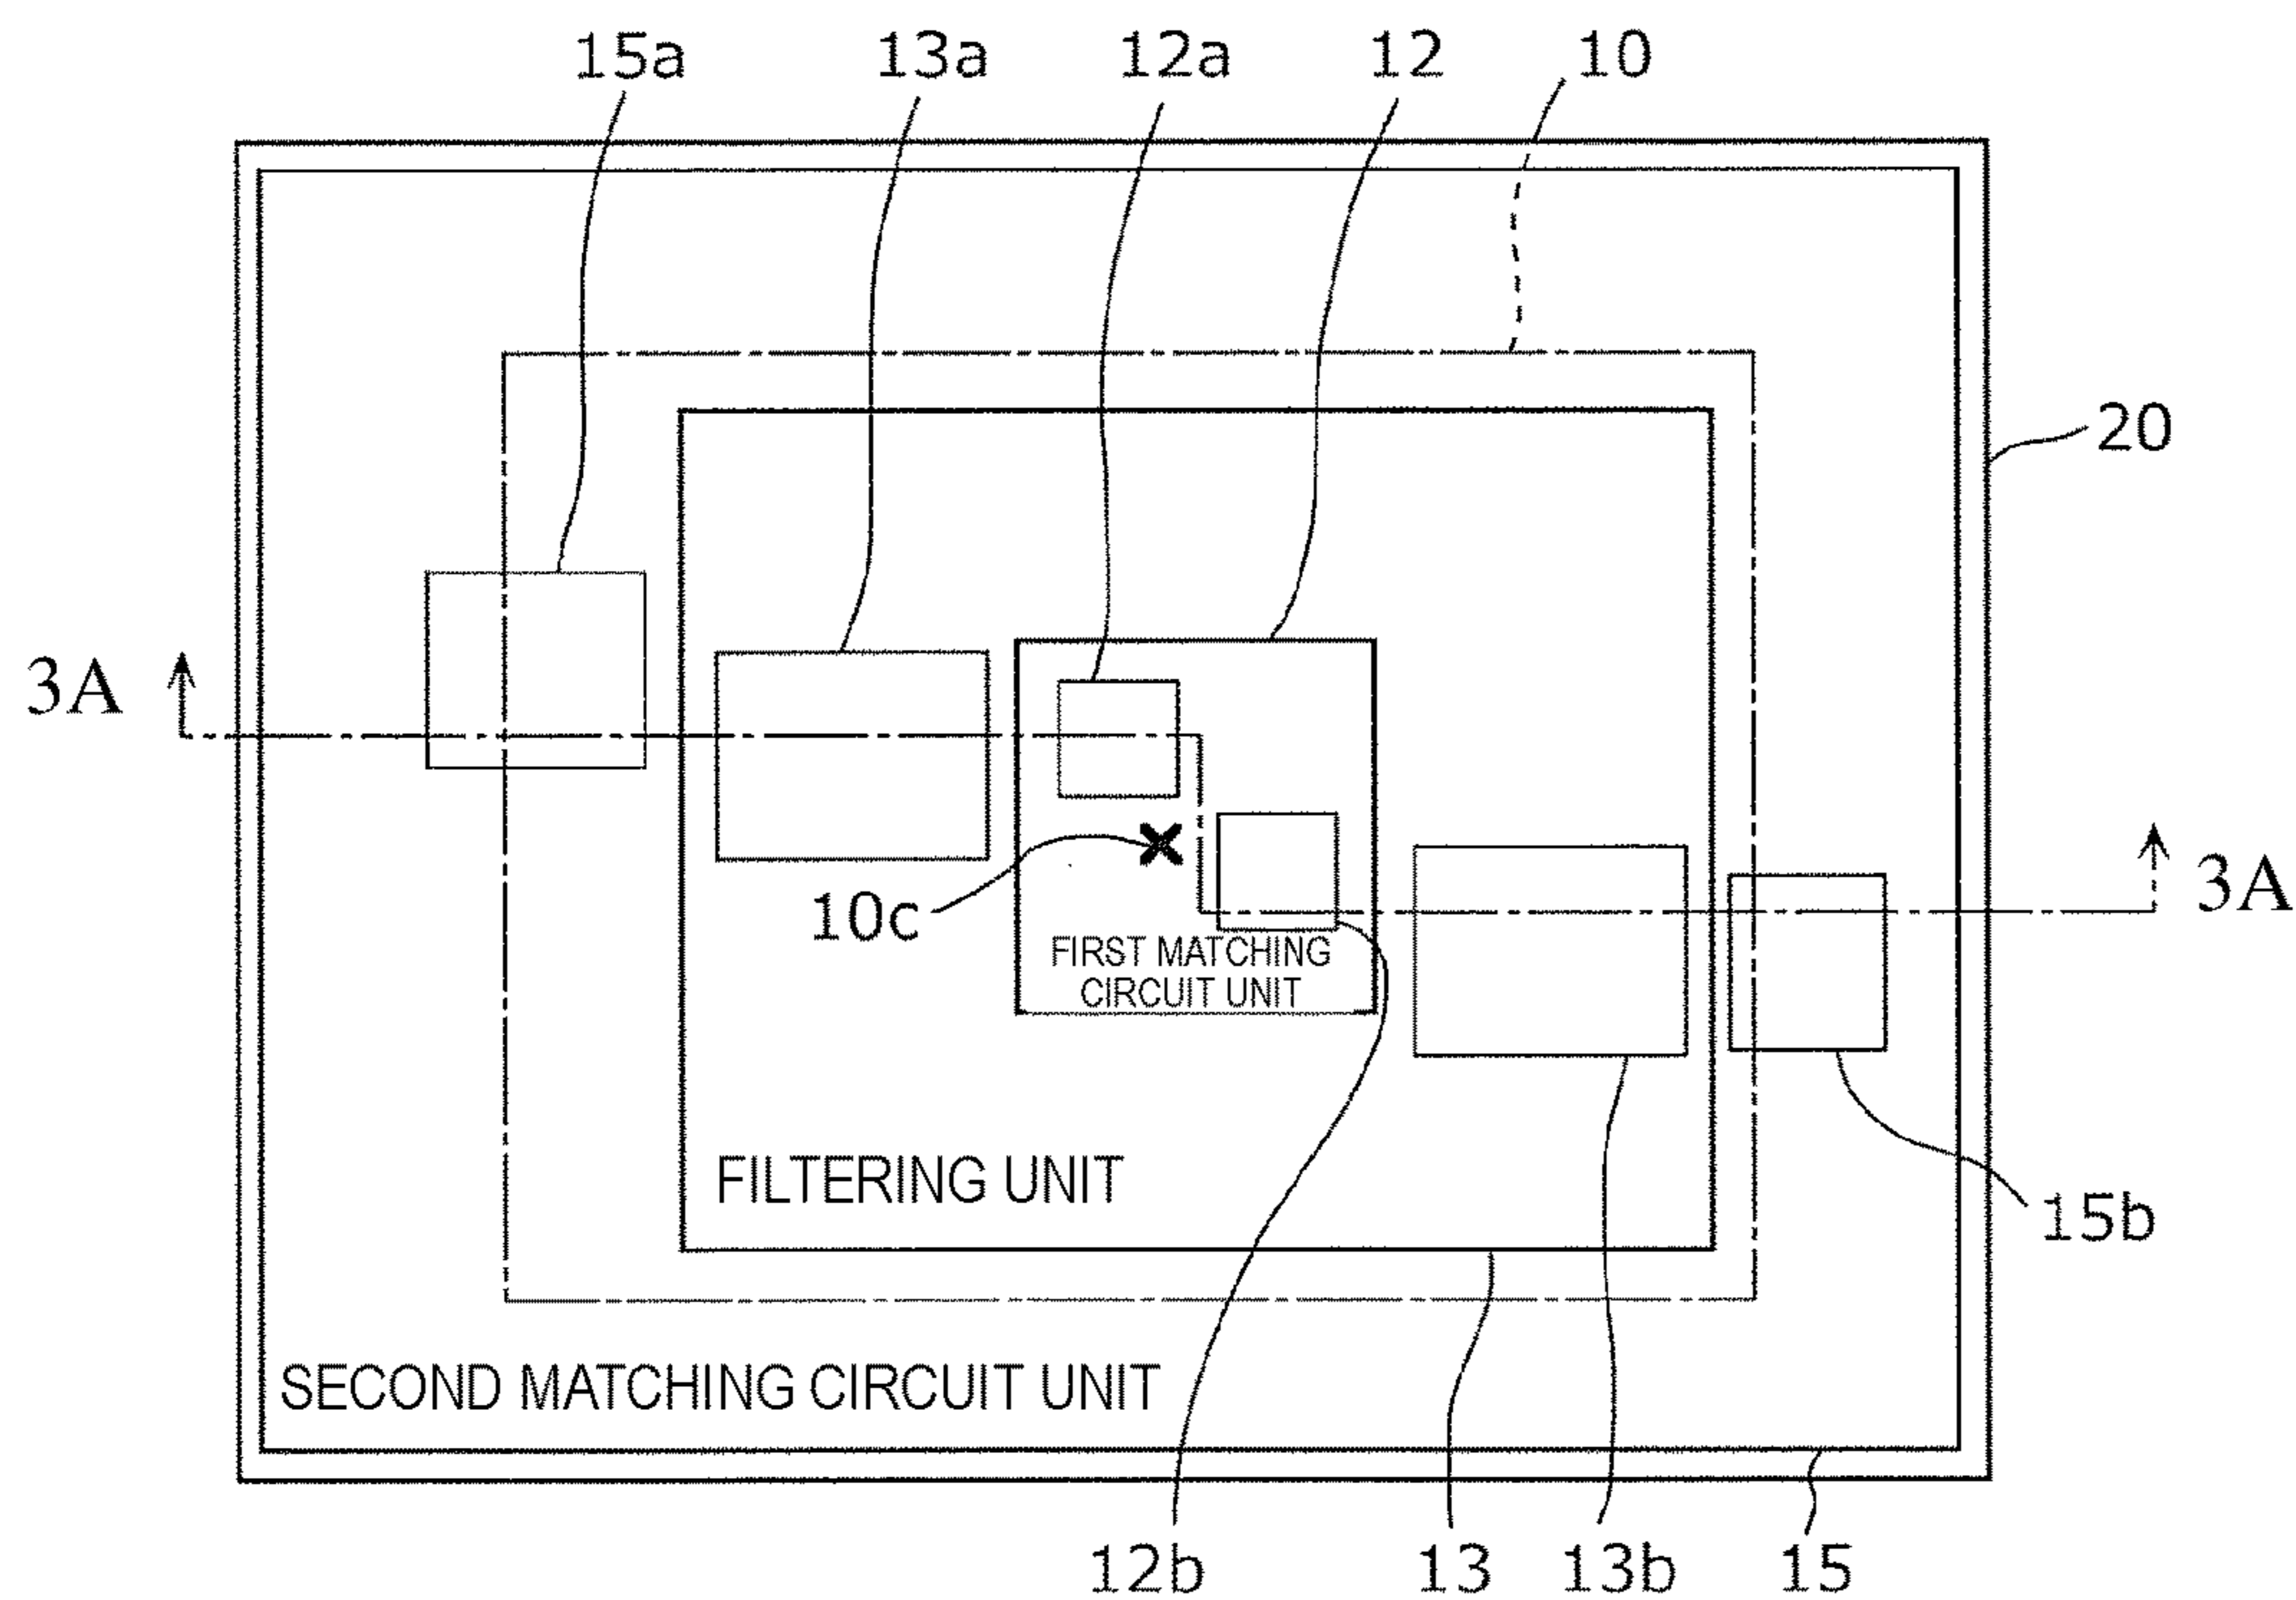 15a 13a 12a 12 10
20
3A
3A
10c
FIRST MATCHING
CIRCUIT UNIT
FILTERING UNIT
15b
SECOND MATCHING CIRCUIT UNIT
12b 13 13b 15